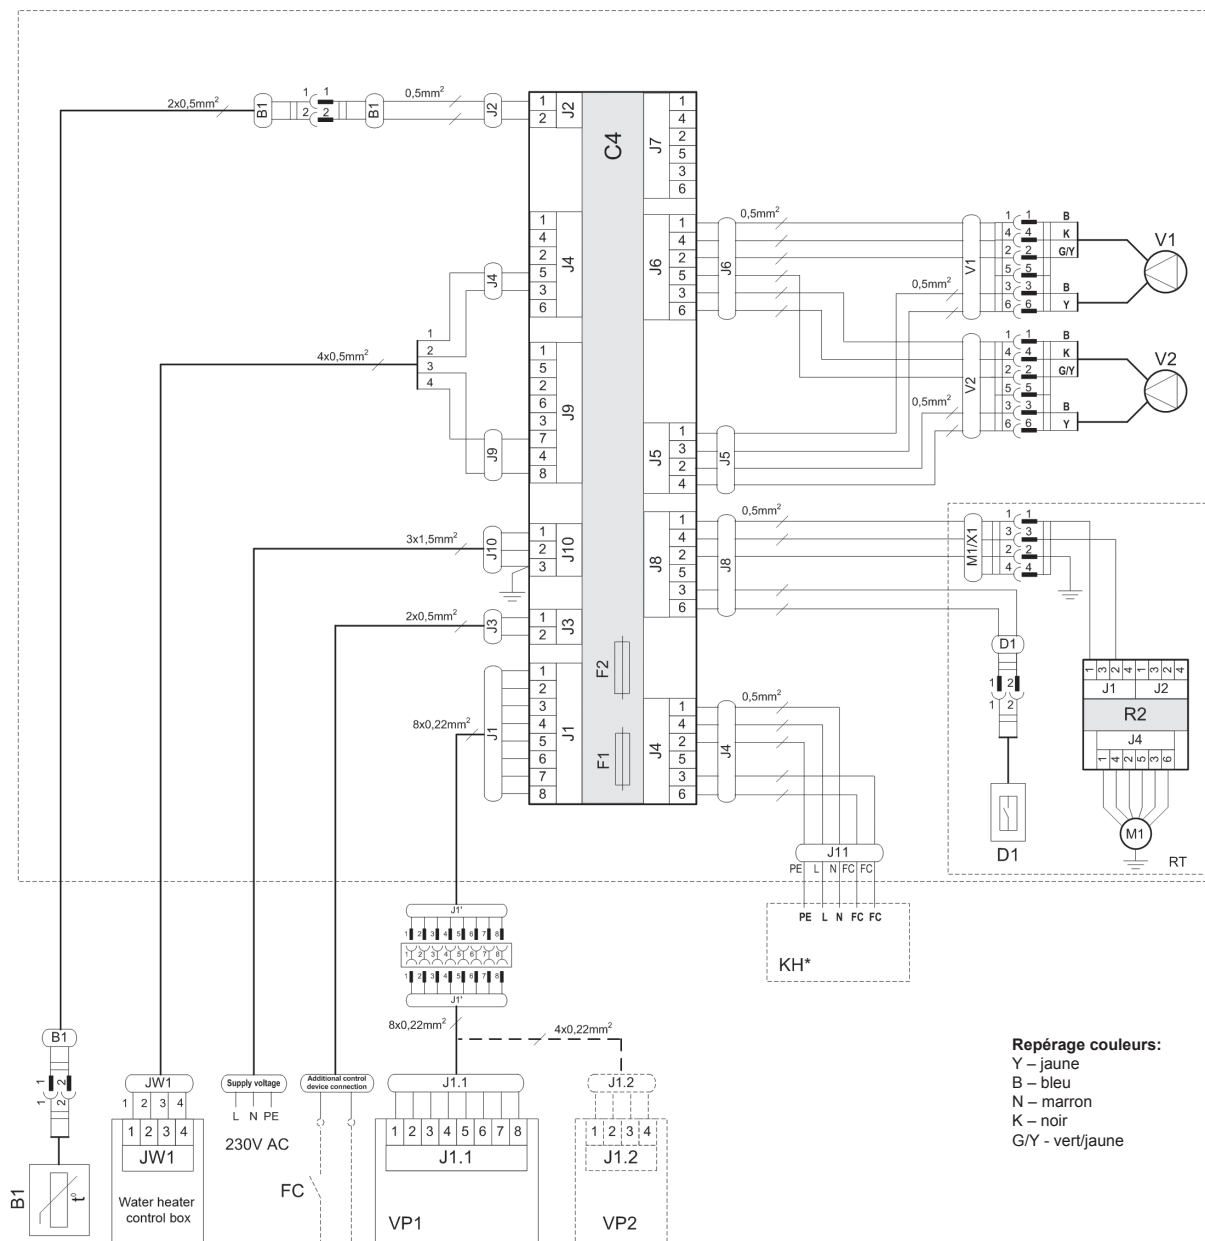 2x0,5mm²
B1
1 1
2 2
B1
0,5mm²
J2
1
2
J2
C4
J7
1
4
2
5
3
6
J4
1
4
2
5
3
6
J4
J6
1
4
2
5
3
6
J6
0,5mm²
V1
1 1 B
4 4 K
2 2 G/Y
5 5
3 3 B
6 6 Y
V1
0,5mm²
4x0,5mm²
1
2
3
4
J9
1
5
2
6
3
7
4
8
J9
V2
1 1 B
4 4 K
2 2 G/Y
5 5
3 3 B
6 6 Y
V2
0,5mm²
J5
1
3
2
4
J5
3x1,5mm²
J10
1
2
3
J10
J8
1
4
2
5
3
6
J8
0,5mm²
M1/X1
1 1
3 3
2 2
4 4
2x0,5mm²
J3
1
2
J3
D1
1 2
1 2
D1
F2
F1
8x0,22mm²
J1
1
2
3
4
5
6
7
8
J1
J4
1
4
2
5
3
6
J4
0,5mm²
1 3 2 4 1 3 2 4
J1 J2
R2
J4
1 4 2 5 3 6
M1
RT
J11
PE L N FC FC
PE L N FC FC
KH*
J1'
1 2 3 4 5 6 7 8
1 2 3 4 5 6 7 8
1 2 3 4 5 6 7 8
J1'
8x0,22mm²
4x0,22mm²
B1
1 2
1 2
B1
t°
JW1
1 2 3 4
1 2 3 4
JW1
Water heater
control box
Supply voltage
L N PE
230V AC
Additional control
device connection
FC
J1.1
1 2 3 4 5 6 7 8
J1.1
VP1
J1.2
1 2 3 4
J1.2
VP2
Repérage couleurs:
Y – jaune
B – bleu
N – marron
K – noir
G/Y - vert/jaune